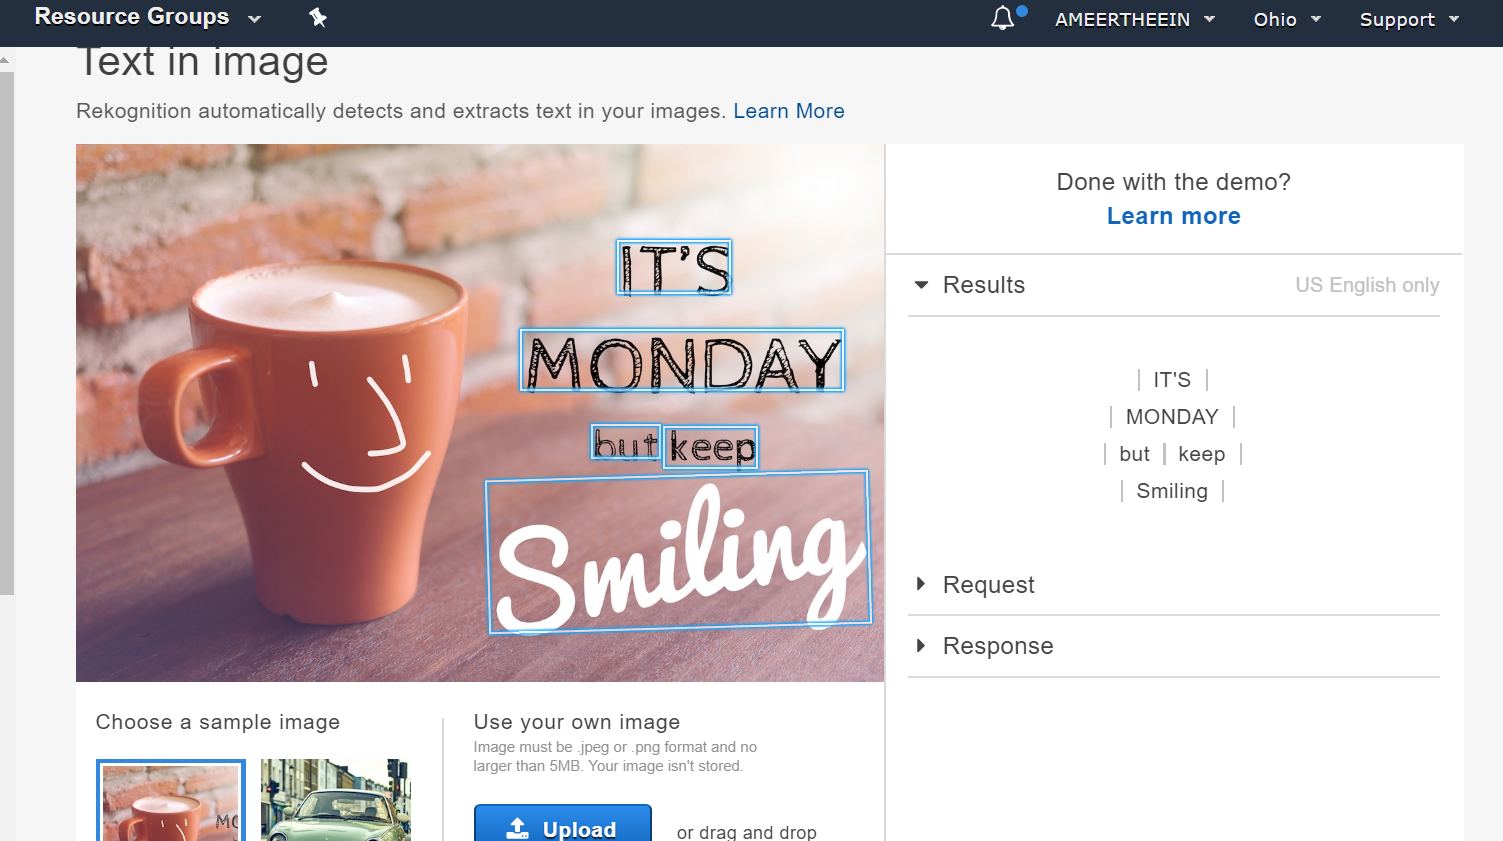 Resource Groups
AMEERTHEEIN
Ohio
Support
Text in image
Rekognition automatically detects and extracts text in your images. Learn More
IT'S
MONDAY
but keep
Smiling
Done with the demo?
Learn more
Results
US English only
| IT'S |
| MONDAY |
| but | keep |
| Smiling |
Request
Response
Choose a sample image
Use your own image
Image must be .jpeg or .png format and no
larger than 5MB. Your image isn't stored.
MO
Upload
or drag and drop